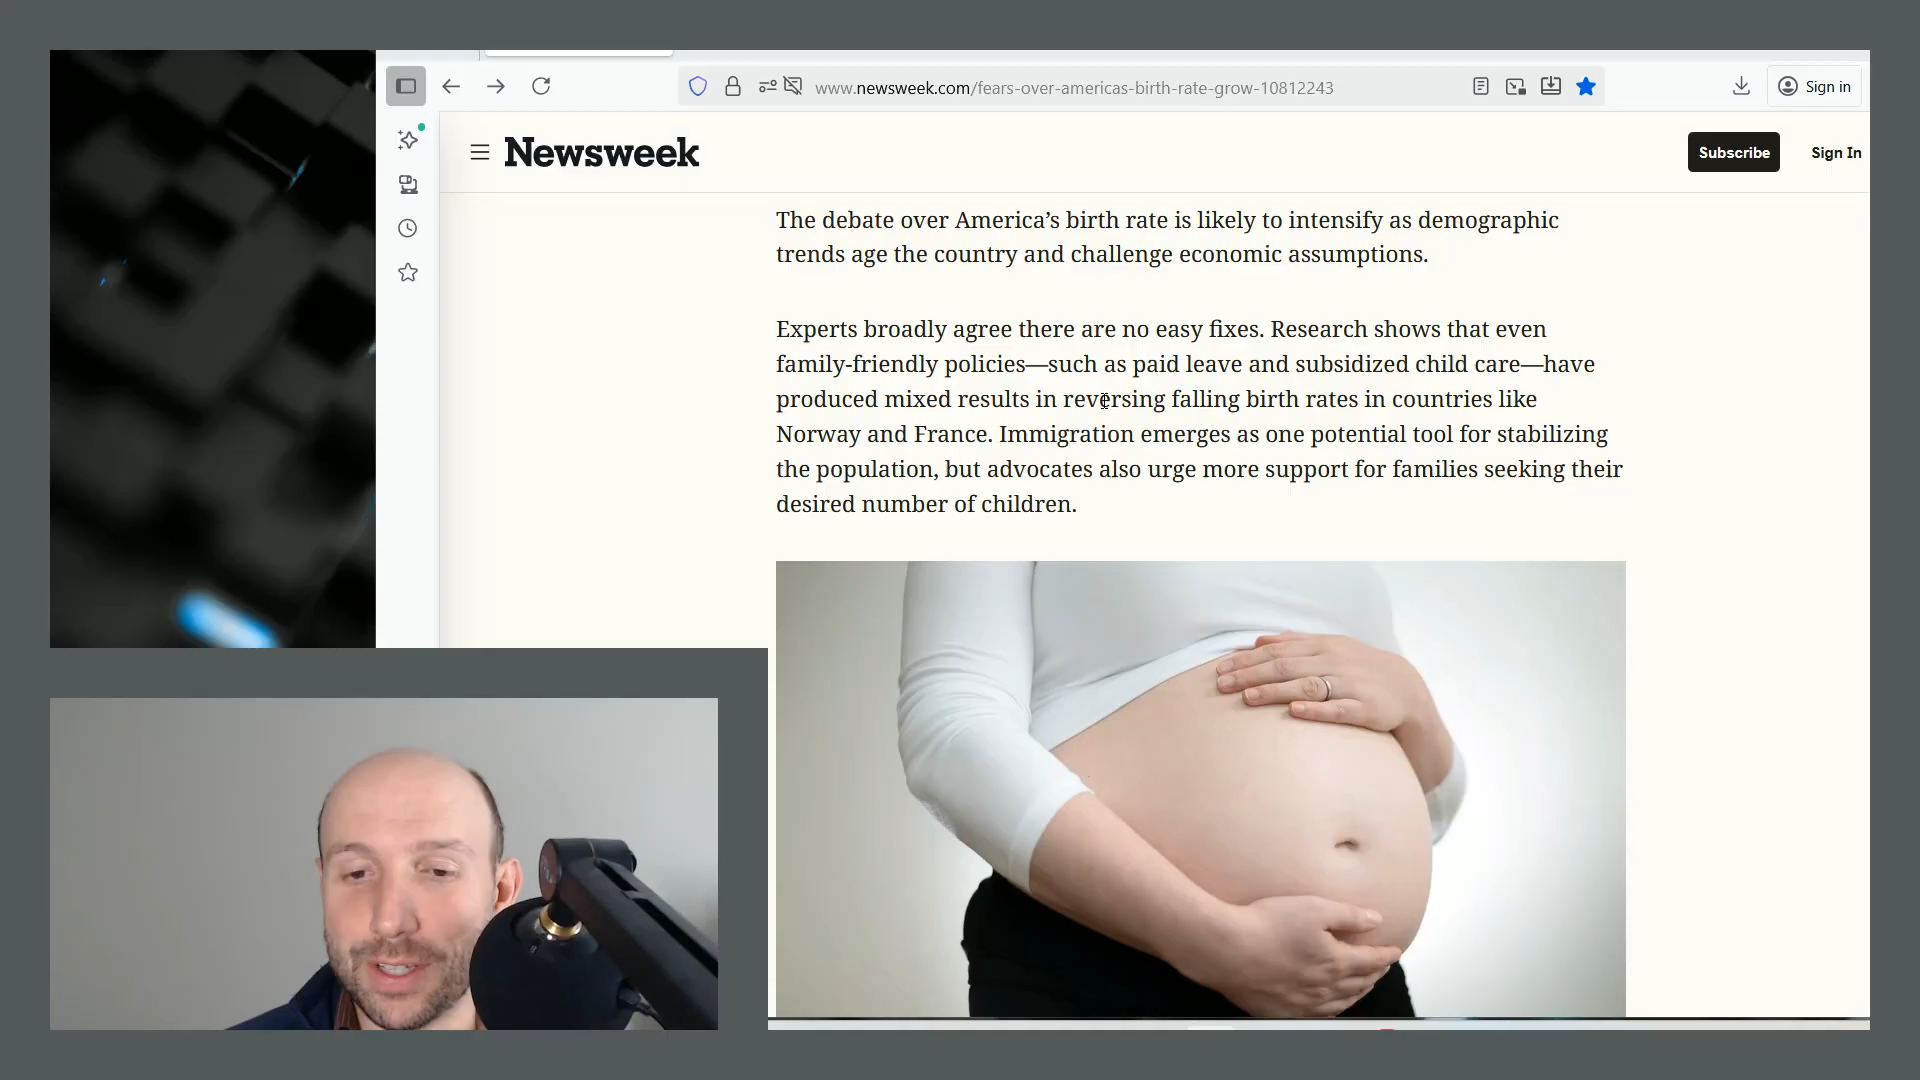 www.newsweek.com/fears-over-americas-birth-rate-grow-10812243
Sign in
Newsweek
Subscribe
Sign In
The debate over America’s birth rate is likely to intensify as demographic
trends age the country and challenge economic assumptions.
Experts broadly agree there are no easy fixes. Research shows that even
family-friendly policies—such as paid leave and subsidized child care—have
produced mixed results in reversing falling birth rates in countries like
Norway and France. Immigration emerges as one potential tool for stabilizing
the population, but advocates also urge more support for families seeking their
desired number of children.